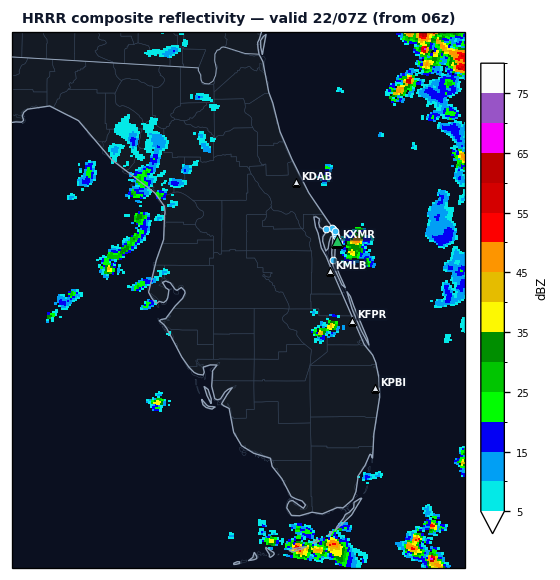 HRRR composite reflectivity — valid 22/07Z (from 06z)
KDAB
KXMR
KMLB
KFPR
KPBI
75
65
55
45
35
25
15
5
dBZ